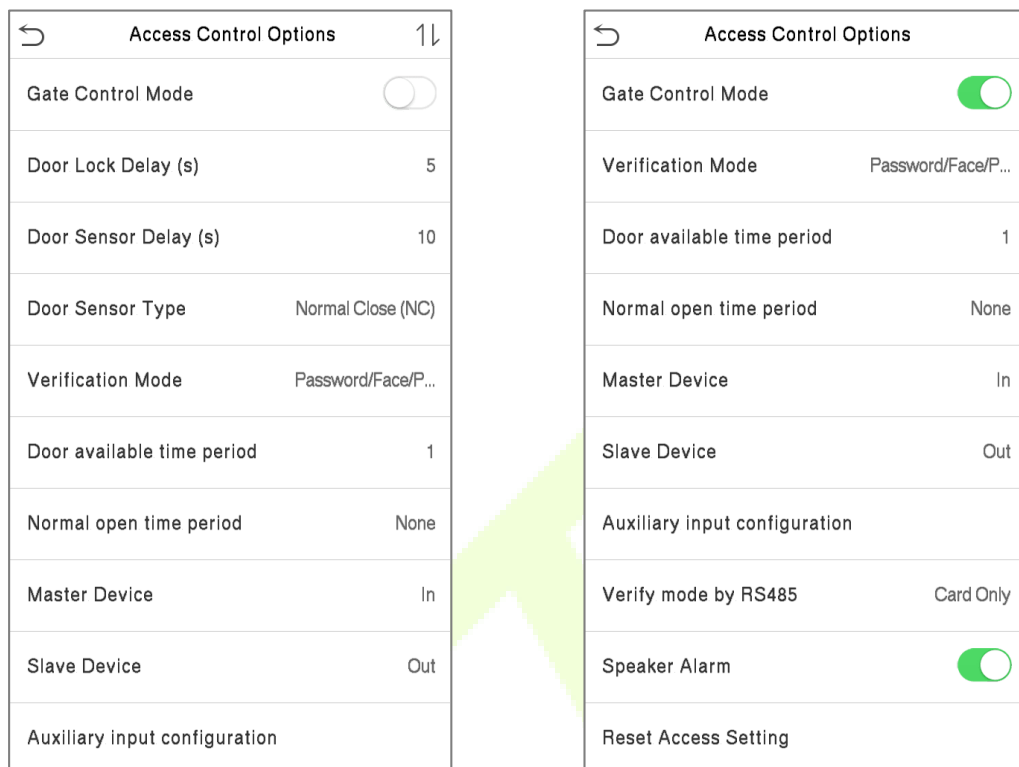 Access Control Options
Gate Control Mode
Door Lock Delay (s) 5
Door Sensor Delay (s) 10
Door Sensor Type Normal Close (NC)
Verification Mode Password/Face/P...
Door available time period 1
Normal open time period None
Master Device In
Slave Device Out
Auxiliary input configuration
Access Control Options
Gate Control Mode
Verification Mode Password/Face/P...
Door available time period 1
Normal open time period None
Master Device In
Slave Device Out
Auxiliary input configuration
Verify mode by RS485 Card Only
Speaker Alarm
Reset Access Setting